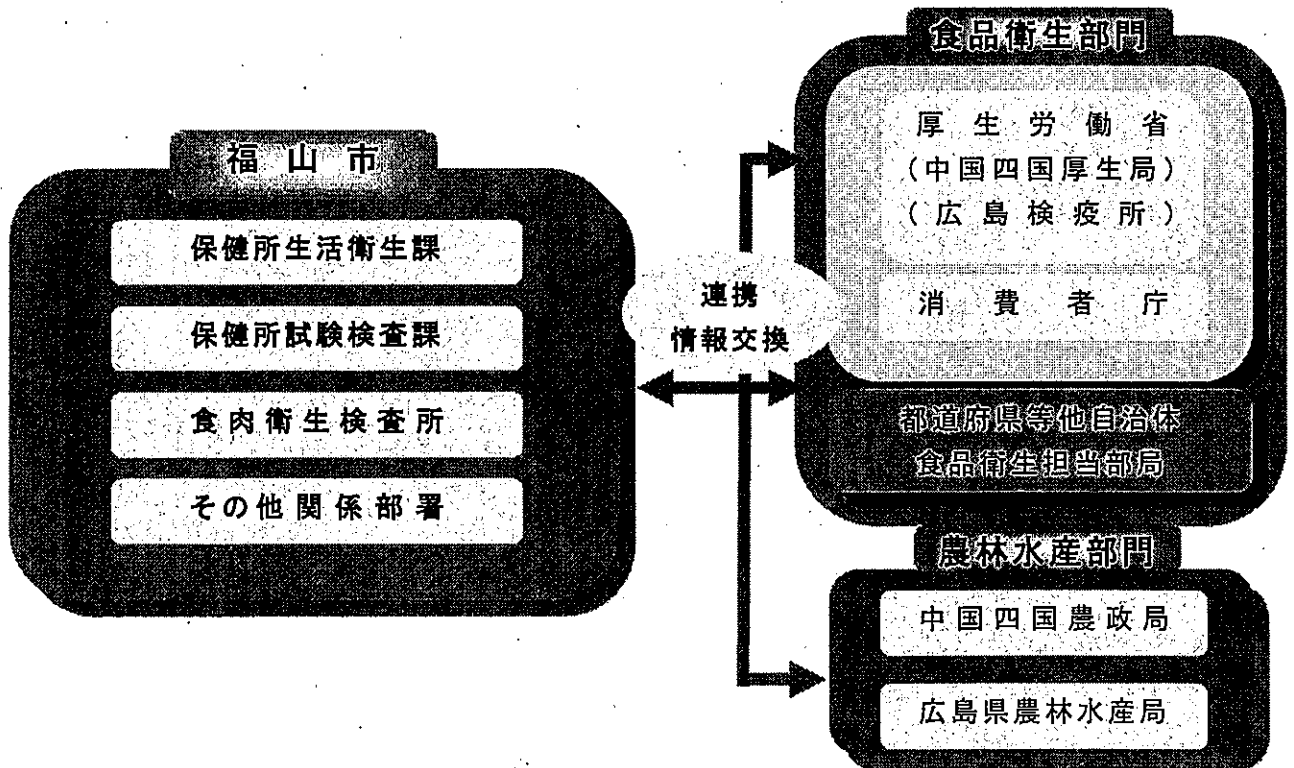 福山市
保健所生活衛生課
保健所試験検査課
食肉衛生検査所
その他関係部署
連携
情報交換
食品衛生部門
厚生労働省
(中国四国厚生局)
(広島検疫所)
消費者庁
都道府県等他自治体
食品衛生担当部局
農林水産部門
中国四国農政局
広島県農林水産局